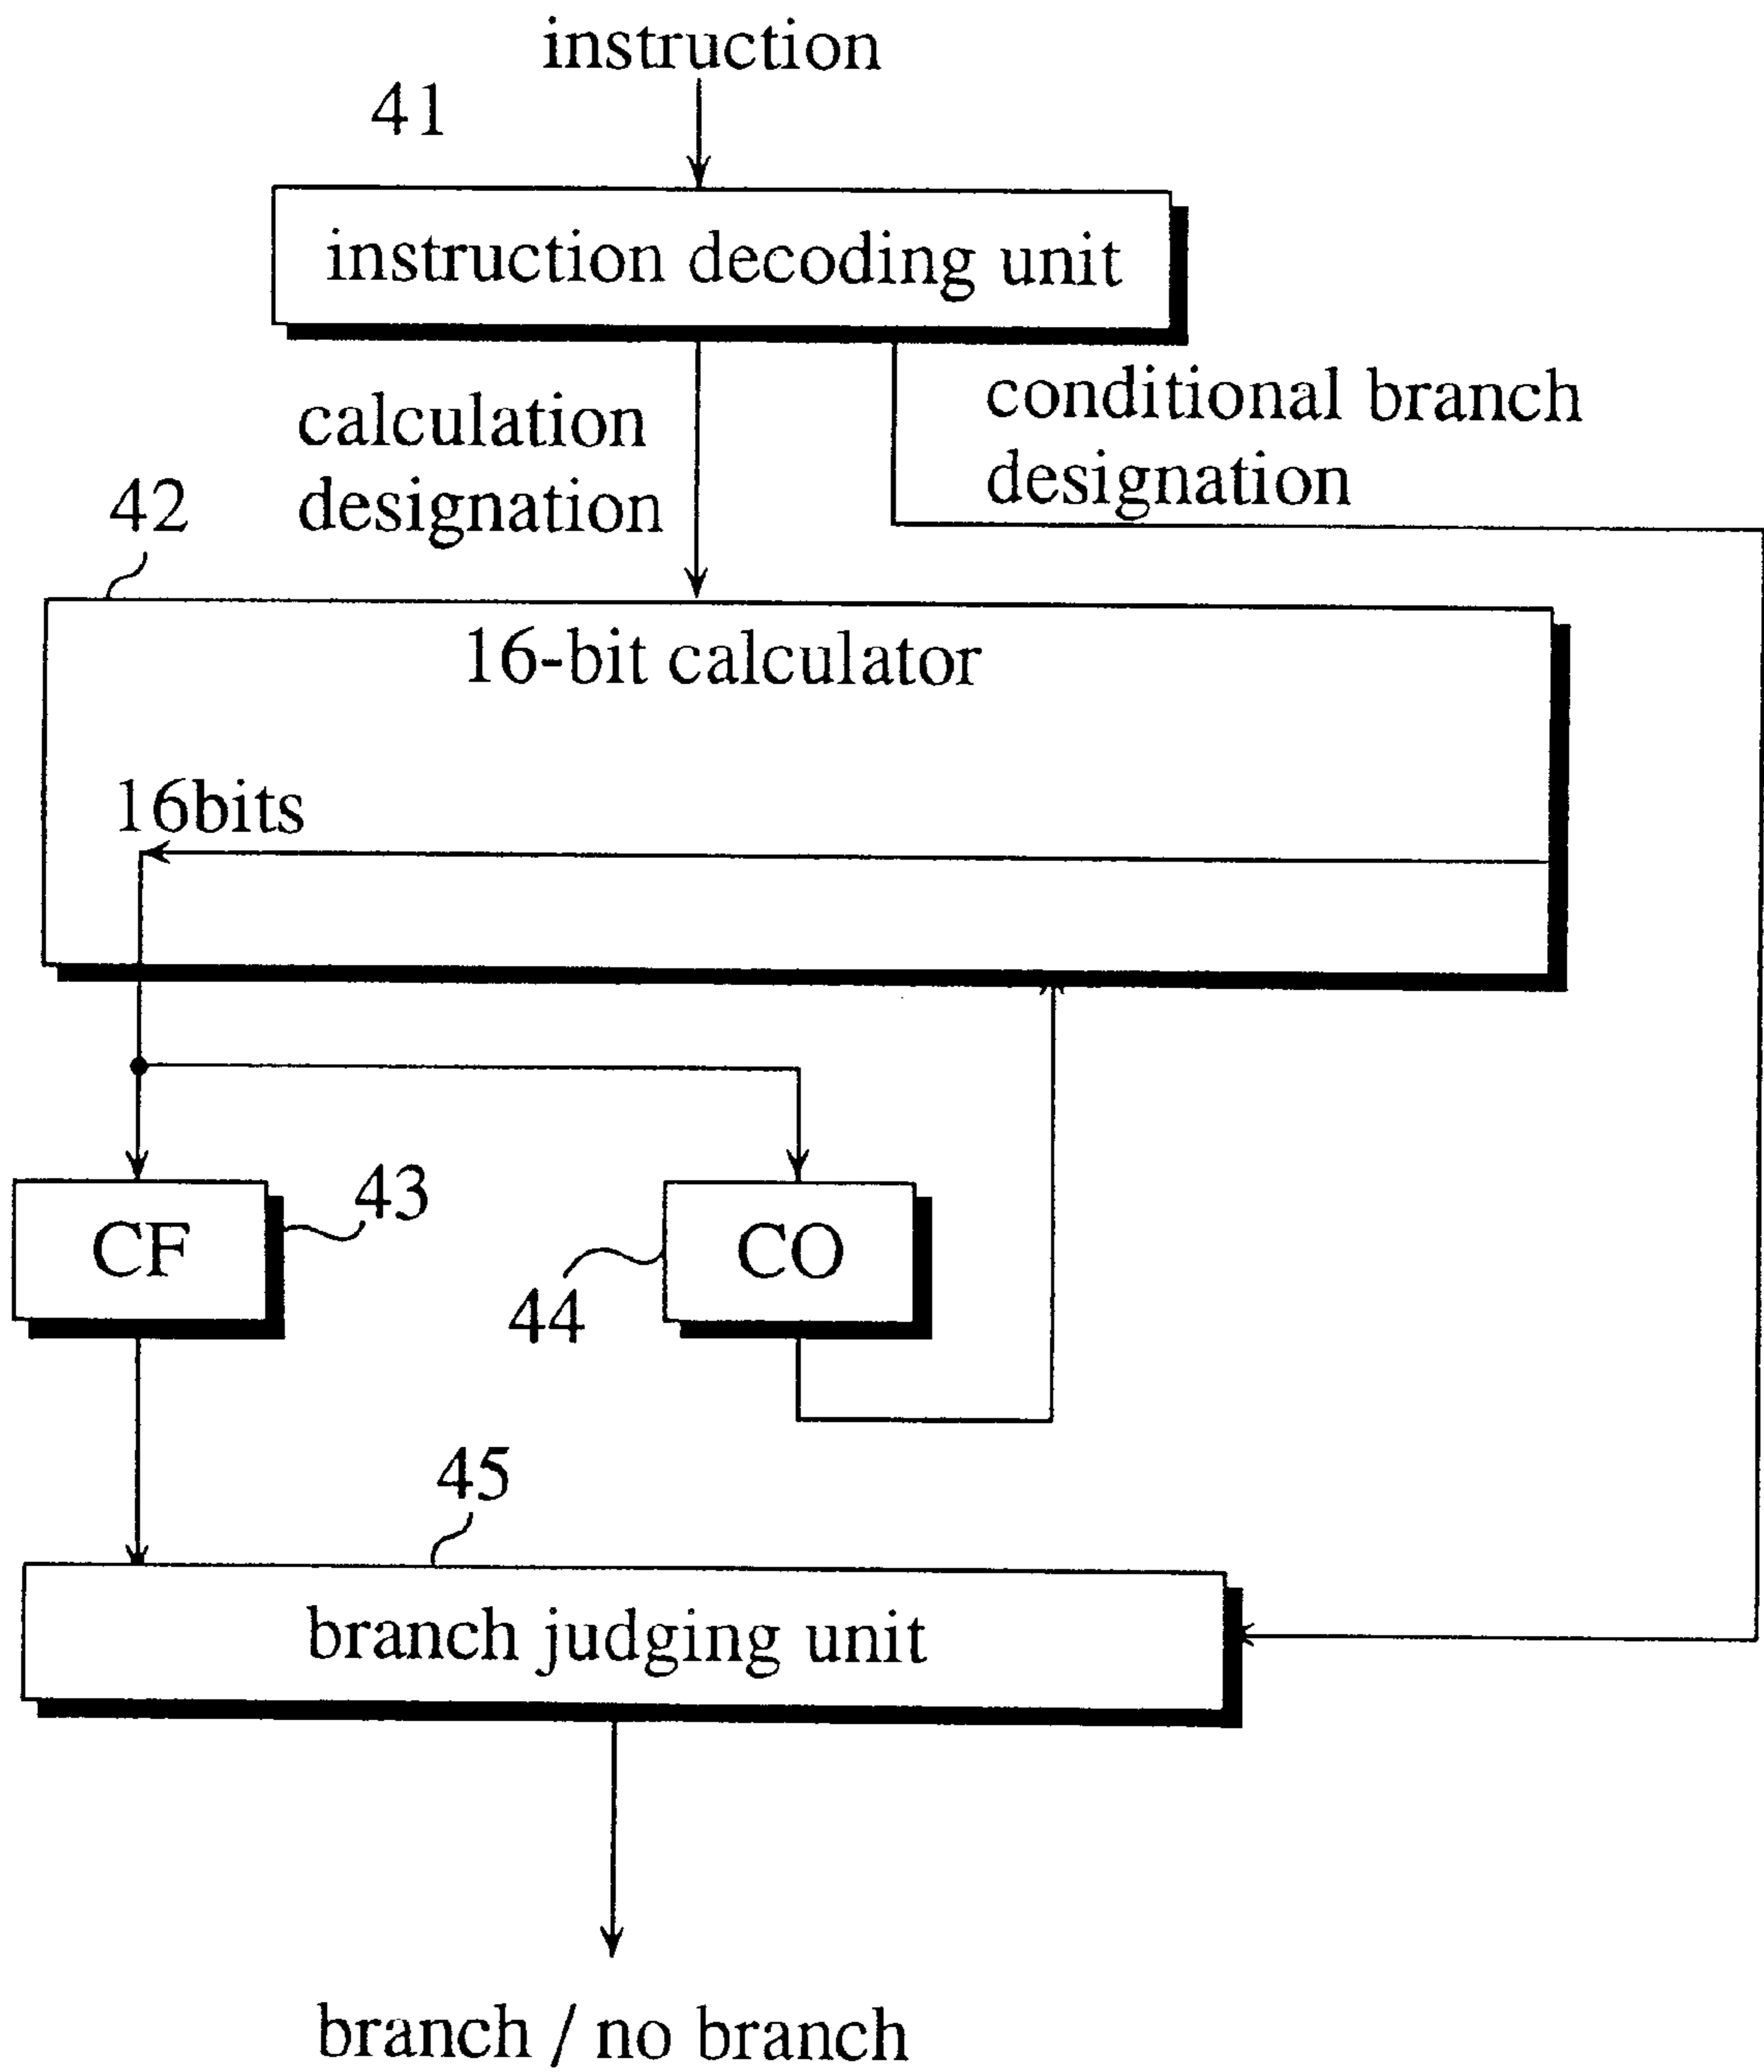 instruction
41
instruction decoding unit
calculation
designation
conditional branch
designation
42
16-bit calculator
16bits
CF
43
CO
44
45
branch judging unit
branch / no branch